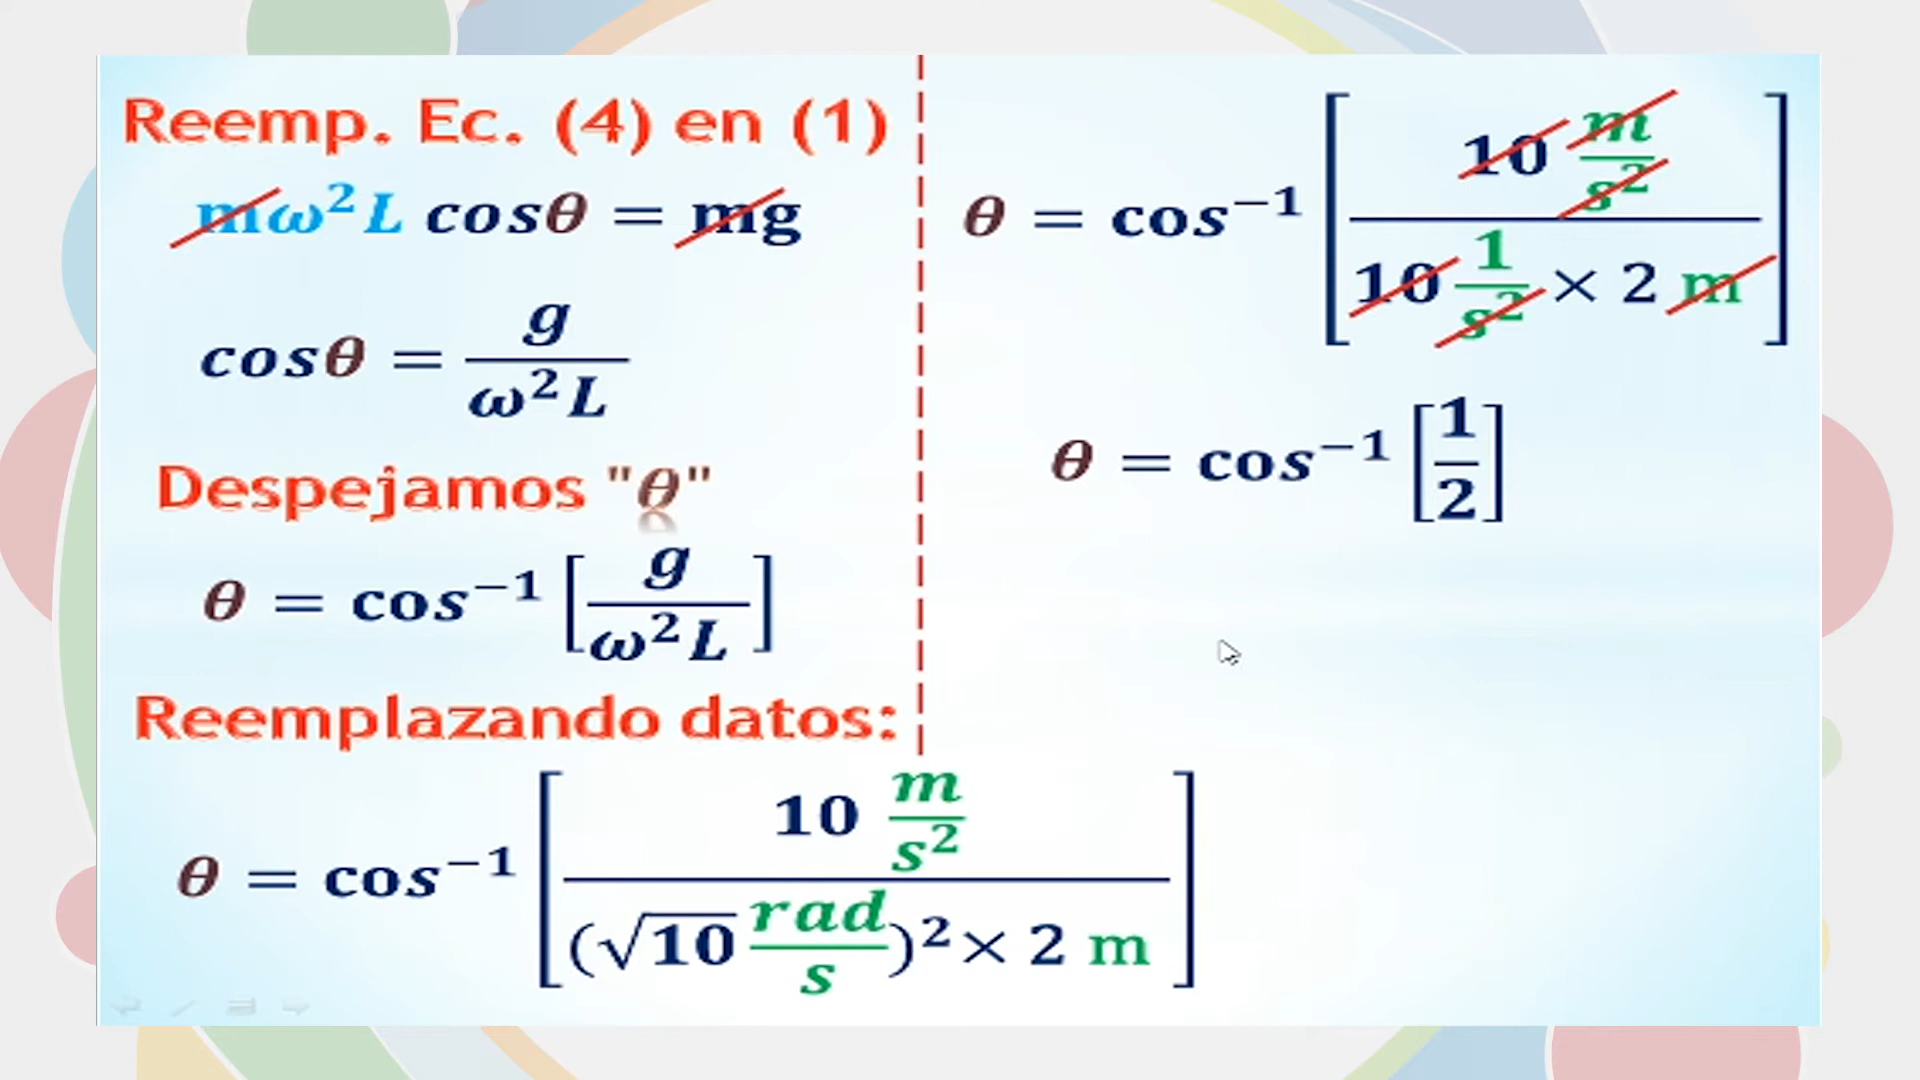 Reemp. Ec. (4) en (1)
mω²L cosθ = mg
cosθ = g / ω²L
Despejamos "θ"
θ = cos⁻¹ [g / ω²L]
Reemplazando datos:
θ = cos⁻¹ [10 m/s² / (√10 rad/s)² × 2 m]
θ = cos⁻¹ [10 m/s² / 10 1/s² × 2 m]
θ = cos⁻¹ [1/2]